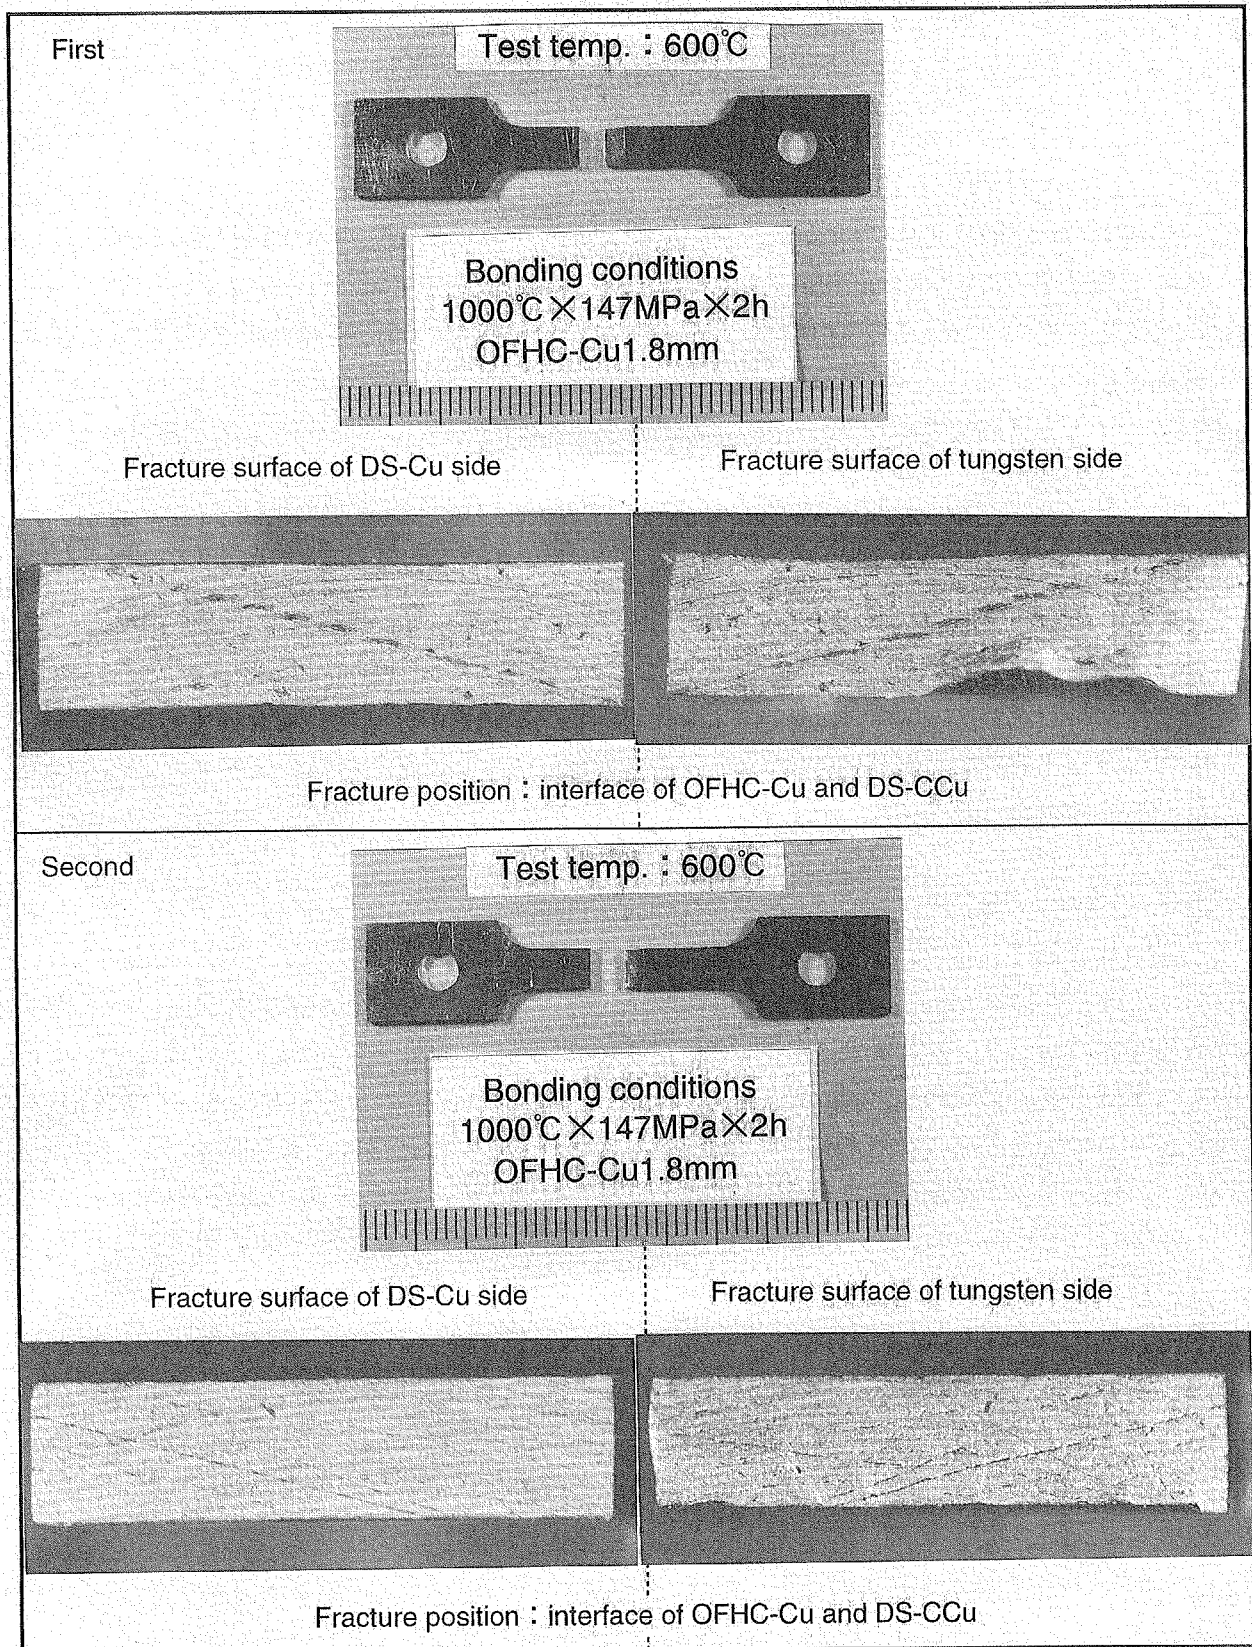 First
Test temp. : 600℃
Bonding conditions
1000℃×147MPa×2h
OFHC-Cu1.8mm
Fracture surface of DS-Cu side
Fracture surface of tungsten side
Fracture position : interface of OFHC-Cu and DS-CCu
Second
Test temp. : 600℃
Bonding conditions
1000℃×147MPa×2h
OFHC-Cu1.8mm
Fracture surface of DS-Cu side
Fracture surface of tungsten side
Fracture position : interface of OFHC-Cu and DS-CCu